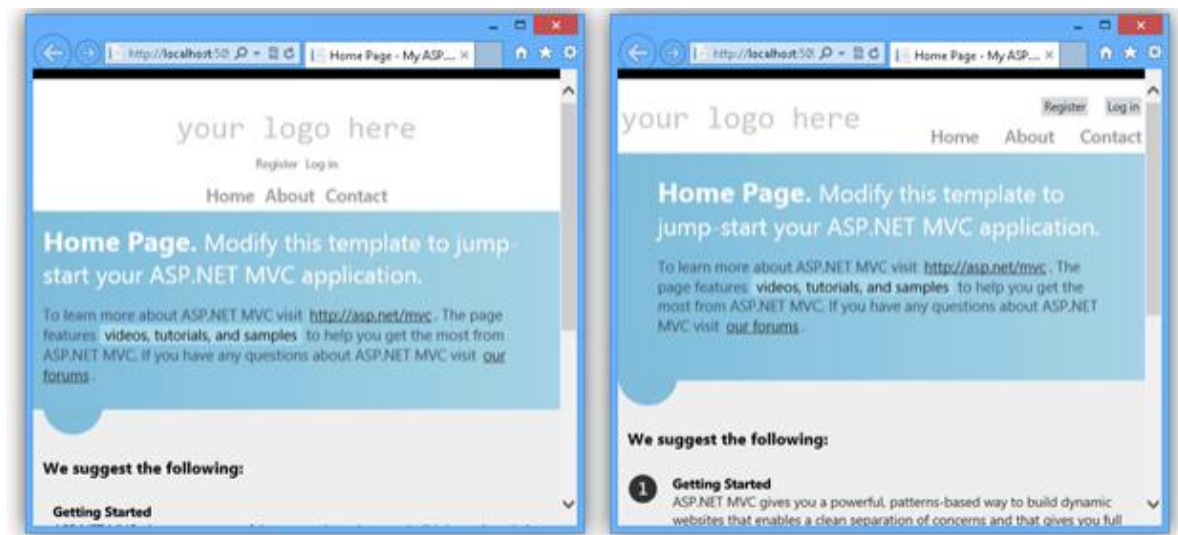 http://localhost:50
Home Page - My ASP....
your logo here
Register Log in
Home About Contact
Home Page. Modify this template to jump-
start your ASP.NET MVC application.
To learn more about ASP.NET MVC visit http://asp.net/mvc . The page
features videos, tutorials, and samples to help you get the most from
ASP.NET MVC. If you have any questions about ASP.NET MVC visit our
forums .
We suggest the following:
Getting Started
http://localhost:50
Home Page - My ASP....
Register Log in
your logo here
Home About Contact
Home Page. Modify this template to
jump-start your ASP.NET MVC application.
To learn more about ASP.NET MVC visit http://asp.net/mvc . The
page features videos, tutorials, and samples to help you get the
most from ASP.NET MVC. If you have any questions about ASP.NET
MVC visit our forums .
We suggest the following:
1 Getting Started
ASP.NET MVC gives you a powerful, patterns-based way to build dynamic
websites that enables a clean separation of concerns and that gives you full